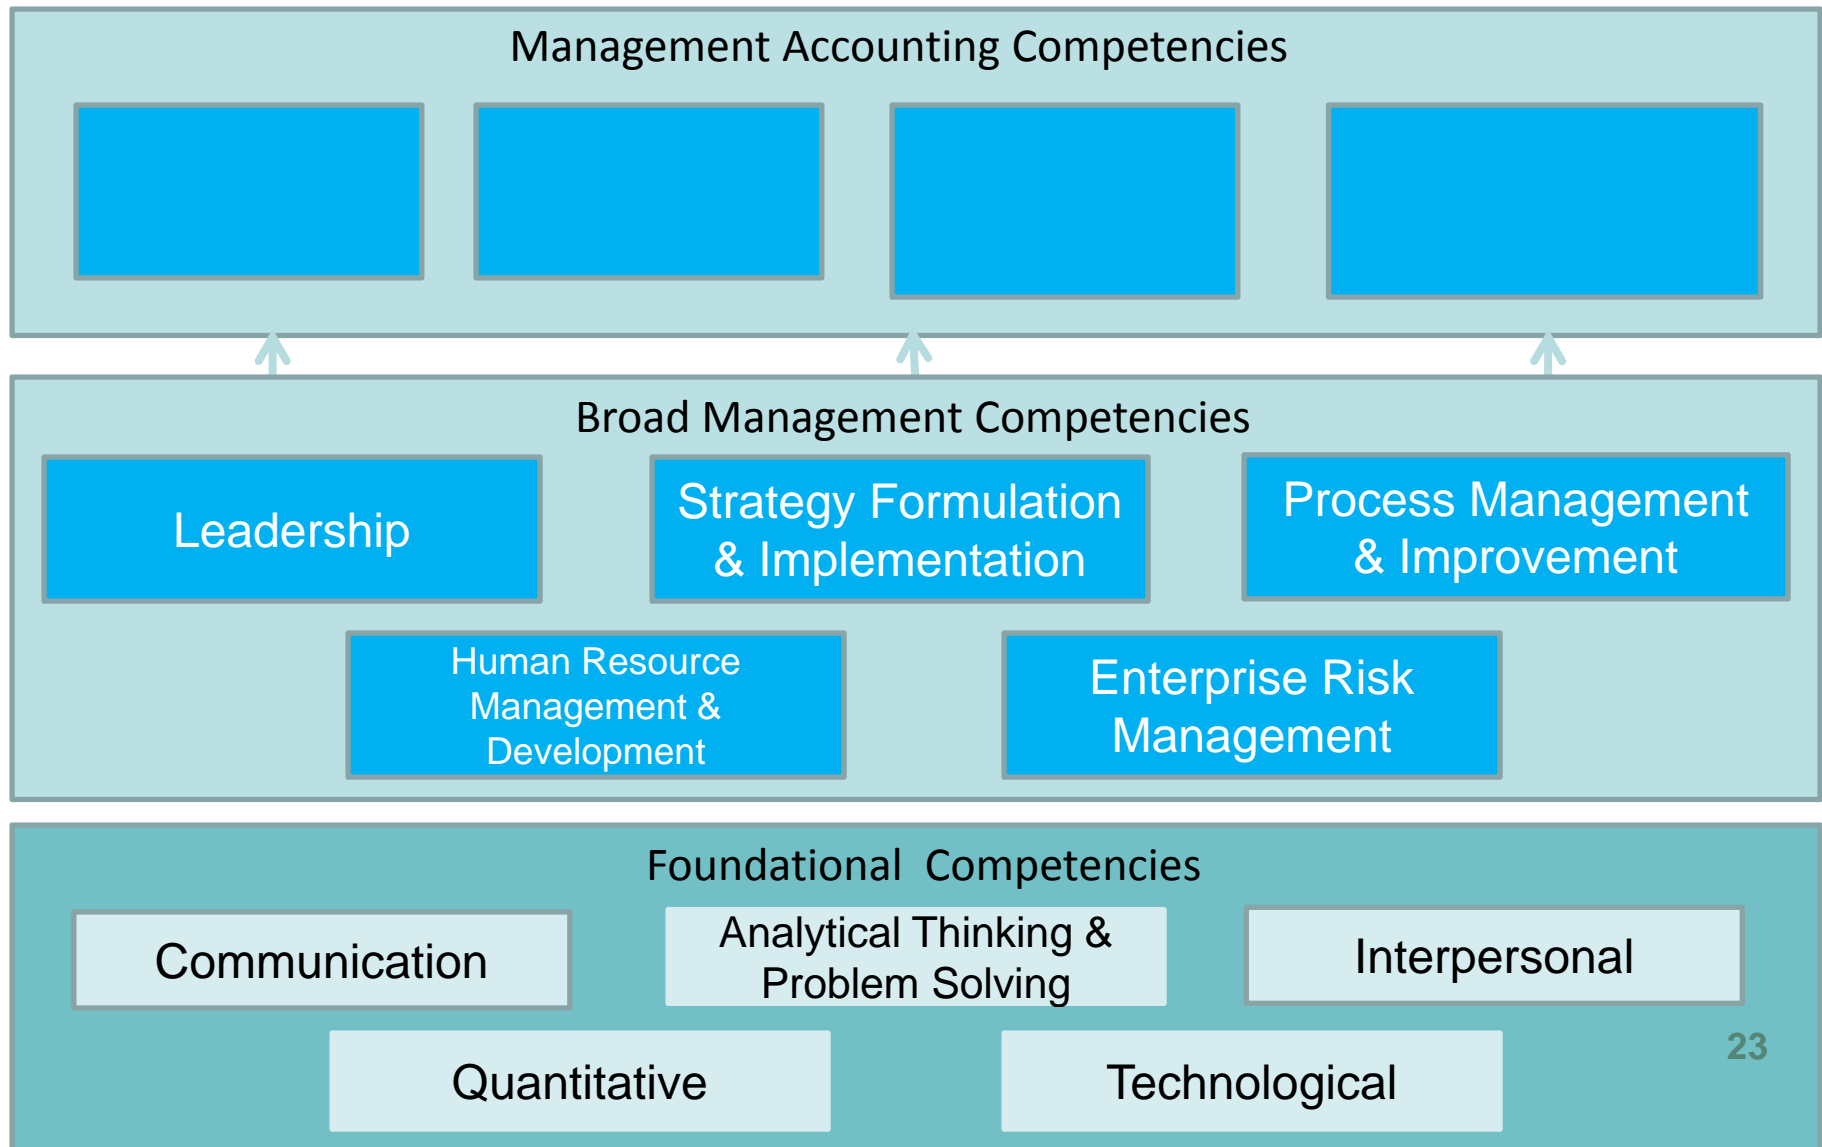 Management Accounting Competencies
Broad Management Competencies
Leadership
Strategy Formulation
& Implementation
Process Management
& Improvement
Human Resource
Management &
Development
Enterprise Risk
Management
Foundational  Competencies
Communication
Analytical Thinking &
Problem Solving
Interpersonal
Quantitative
Technological
23